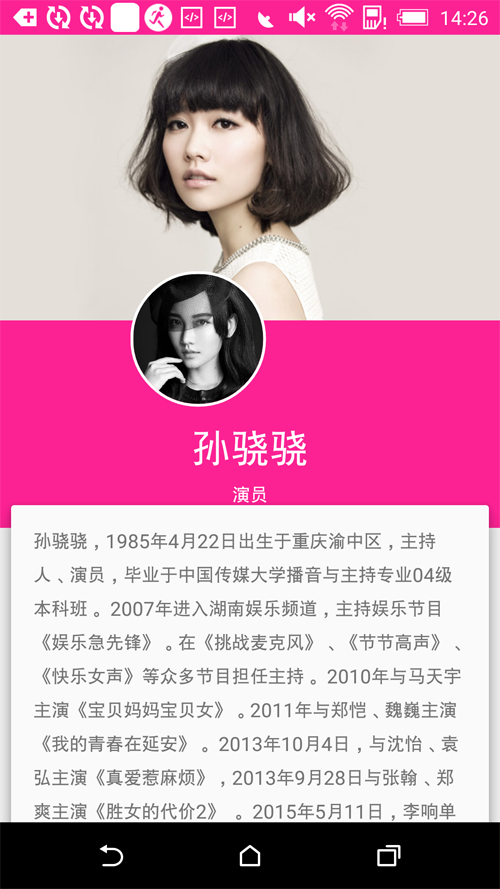 14:26
孙骁骁
演员
孙骁骁，1985年4月22日出生于重庆渝中区，主持
人、演员，毕业于中国传媒大学播音与主持专业04级
本科班。2007年进入湖南娱乐频道，主持娱乐节目
《娱乐急先锋》。在《挑战麦克风》、《节节高声》、
《快乐女声》等众多节目担任主持。2010年与马天宇
主演《宝贝妈妈宝贝女》。2011年与郑恺、魏巍主演
《我的青春在延安》。2013年10月4日，与沈怡、袁
弘主演《真爱惹麻烦》，2013年9月28日与张翰、郑
爽主演《胜女的代价2》 。2015年5月11日，李响单